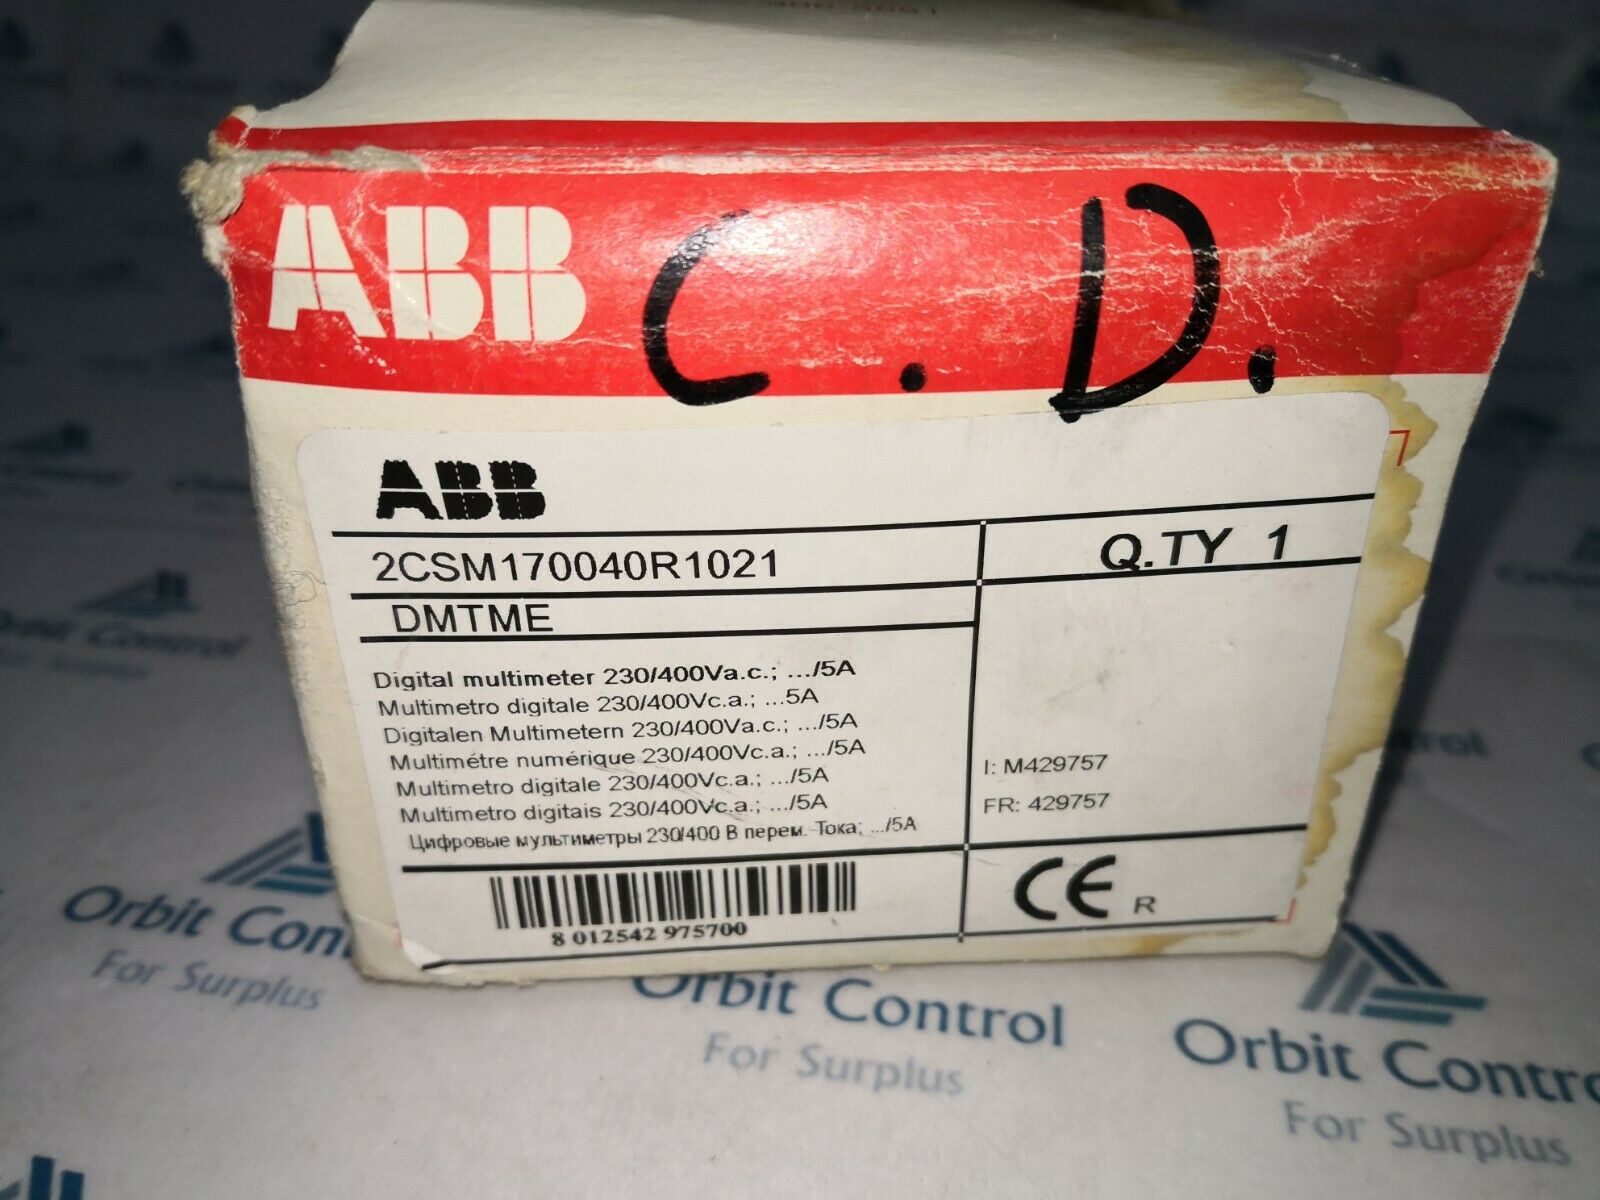 ABB C. D.
ABB
2CSM170040R1021
Q.TY 1
DMTME
Digital multimeter 230/400Va.c.; .../5A
Multimetro digitale 230/400Vc.a.; ...5A
Digitalen Multimetern 230/400Va.c.; .../5A
Multimétre numérique 230/400Vc.a.; .../5A
Multimetro digitale 230/400Vc.a.; .../5A
Multimetro digitais 230/400Vc.a.; .../5A
Цифровые мультиметры 230/400 В перем. Тока; .../5A
I: M429757
FR: 429757
CE R
8 012542 975700
Orbit Control
For Surplus
Orbit Control
For Surplus
Orbit Control
For Surplus
Orbit Control